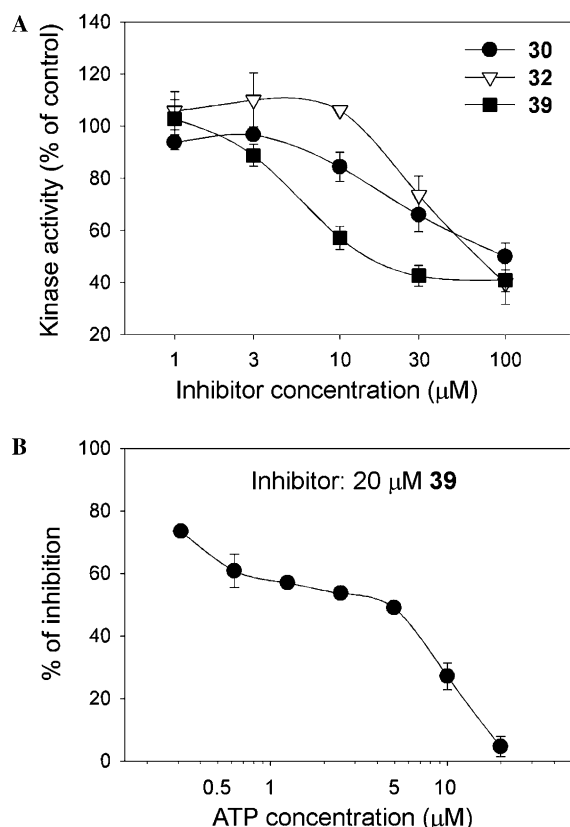 A
140
120
100
80
60
40
20
Kinase activity (% of control)
30
32
39
1 3 10 30 100
Inhibitor concentration (μM)
B
100
80
60
40
20
0
% of inhibition
Inhibitor: 20 μM 39
0.5 1 5 10
ATP concentration (μM)